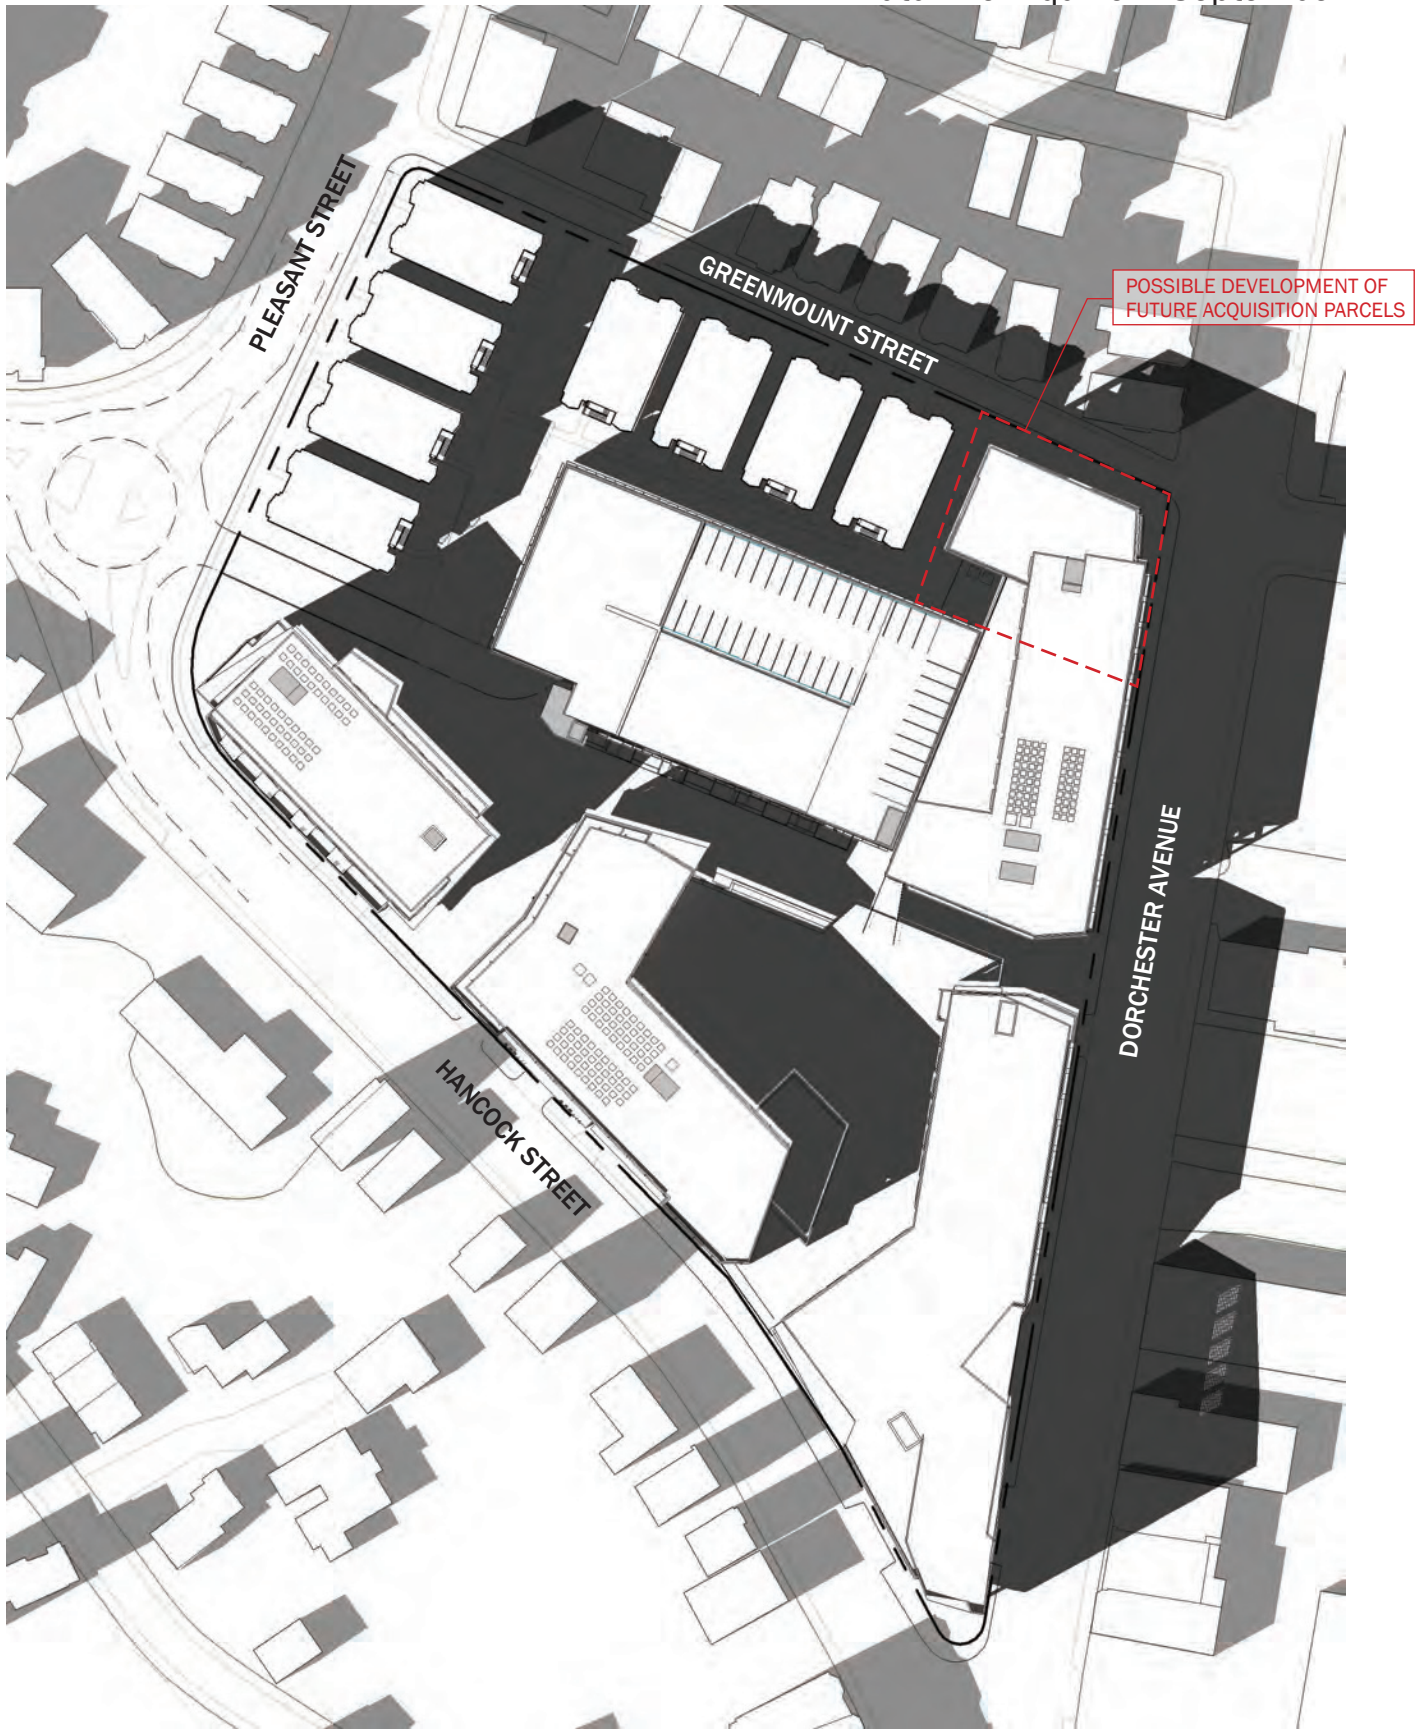 PLEASANT STREET
GREENMOUNT STREET
POSSIBLE DEVELOPMENT OF
FUTURE ACQUISITION PARCELS
DORCHESTER AVENUE
HANCOCK STREET